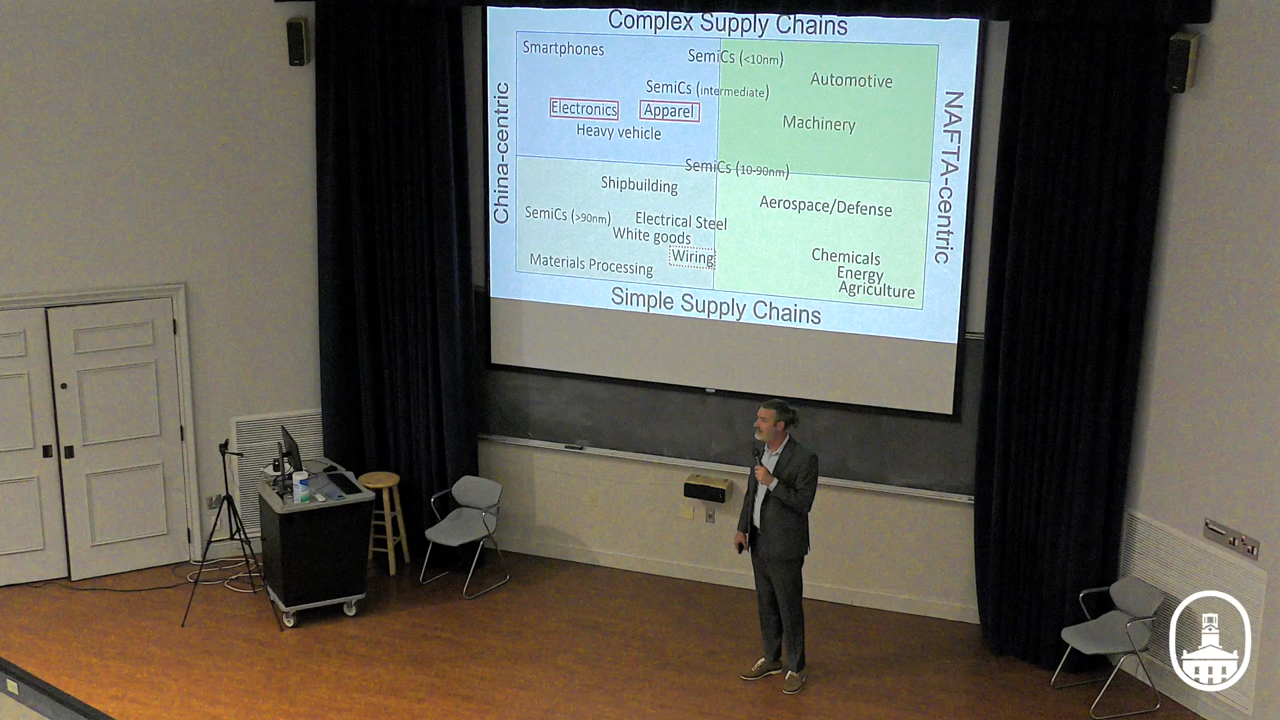 Complex Supply Chains
Smartphones
SemiCs (<10nm)
Automotive
SemiCs (intermediate)
Electronics
Apparel
Machinery
Heavy vehicle
China-centric
NAFTA-centric
SemiCs (10-90nm)
Shipbuilding
Aerospace/Defense
SemiCs (>90nm)
Electrical Steel
White goods
Wiring
Chemicals
Materials Processing
Energy
Agriculture
Simple Supply Chains